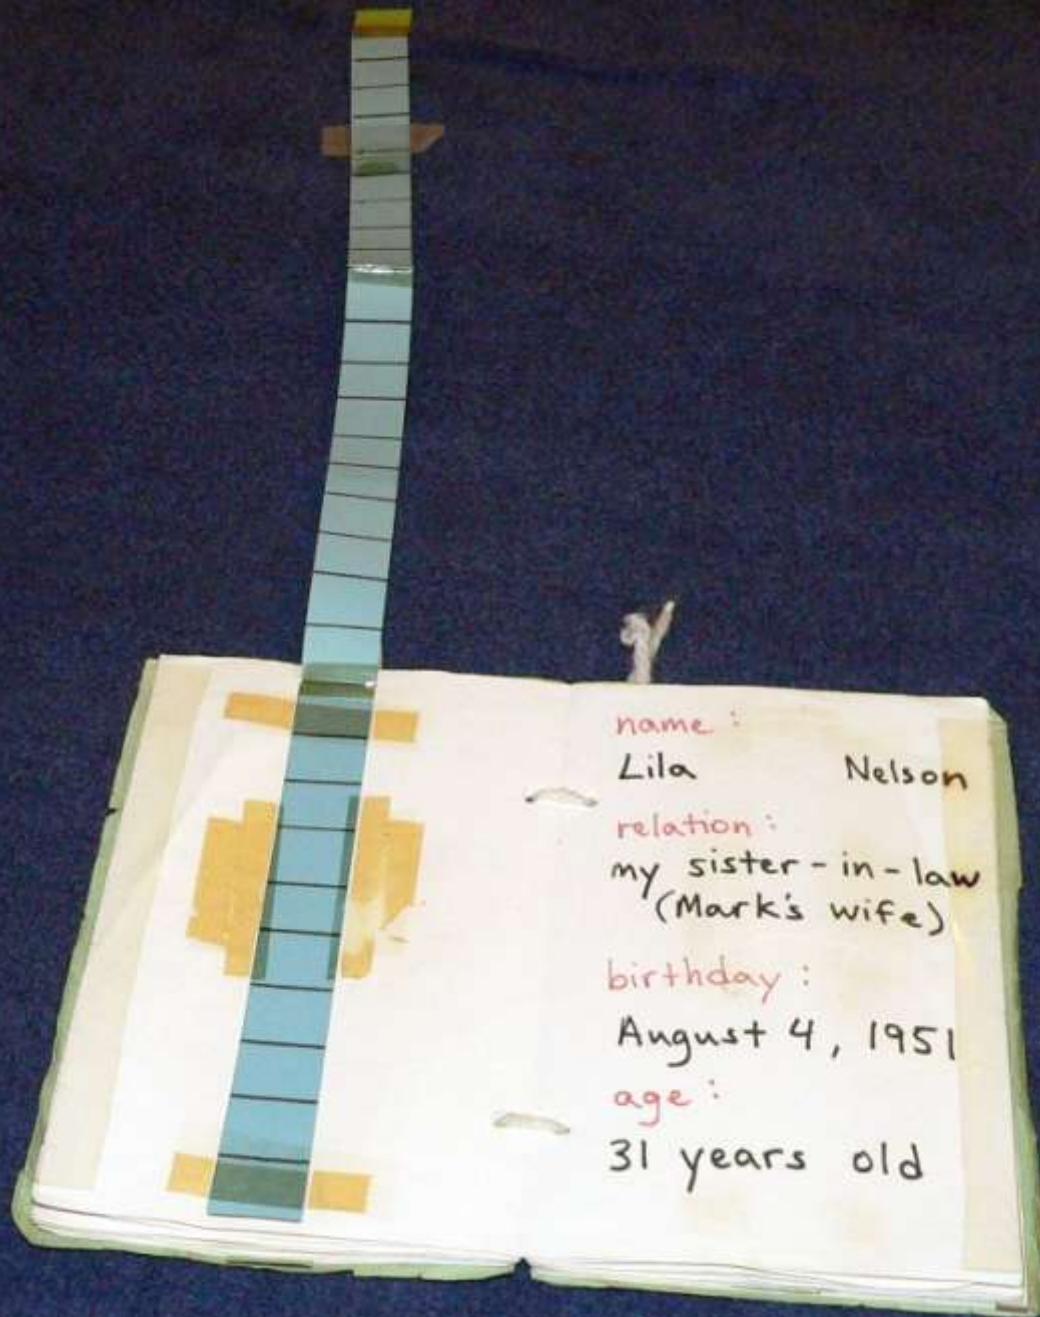 name :
Lila Nelson
relation :
my sister-in-law
(Mark's wife)
birthday :
August 4, 1951
age :
31 years old